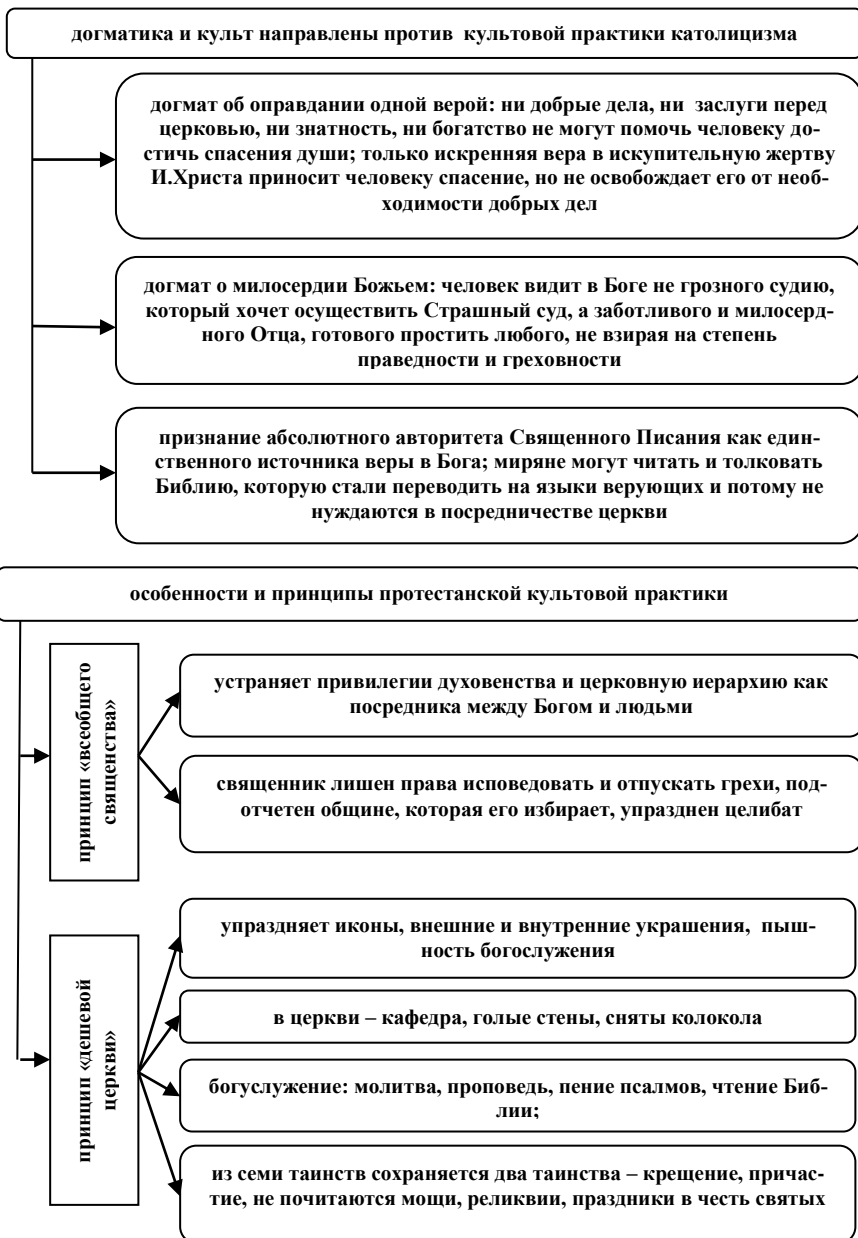 догматика и культ направлены против культовой практики католицизма
догмат об оправдании одной верой: ни добрые дела, ни заслуги перед
церковью, ни знатность, ни богатство не могут помочь человеку до-
стичь спасения души; только искренняя вера в искупительную жертву
И.Христа приносит человеку спасение, но не освобождает его от необ-
ходимости добрых дел
догмат о милосердии Божьем: человек видит в Боге не грозного судию,
который хочет осуществить Страшный суд, а заботливого и милосерд-
ного Отца, готового простить любого, не взирая на степень
праведности и греховности
признание абсолютного авторитета Священного Писания как един-
ственного источника веры в Бога; миряне могут читать и толковать
Библию, которую стали переводить на языки верующих и потому не
нуждаются в посредничестве церкви
особенности и принципы протестанской культовой практики
принцип «всеобщего
священства»
устраняет привилегии духовенства и церковную иерархию как
посредника между Богом и людьми
священник лишен права исповедовать и отпускать грехи, под-
отчетен общине, которая его избирает, упразднен целибат
принцип «дешевой
церкви»
упраздняет иконы, внешние и внутренние украшения, пыш-
ность богослужения
в церкви – кафедра, голые стены, сняты колокола
богуслужение: молитва, проповедь, пение псалмов, чтение Биб-
лии;
из семи таинств сохраняется два таинства – крещение, причас-
тие, не почитаются мощи, реликвии, праздники в честь святых